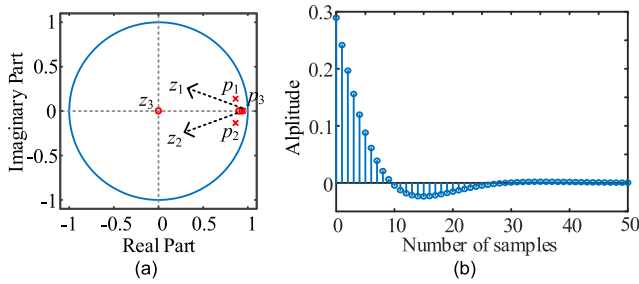 1
0.5
0
-0.5
-1
Imaginary Part
z1
p1
z3
p3
z2
p2
-1 -0.5 0 0.5 1
Real Part
(a)
0.3
0.2
0.1
0
Alplitude
0 10 20 30 40 50
Number of samples
(b)